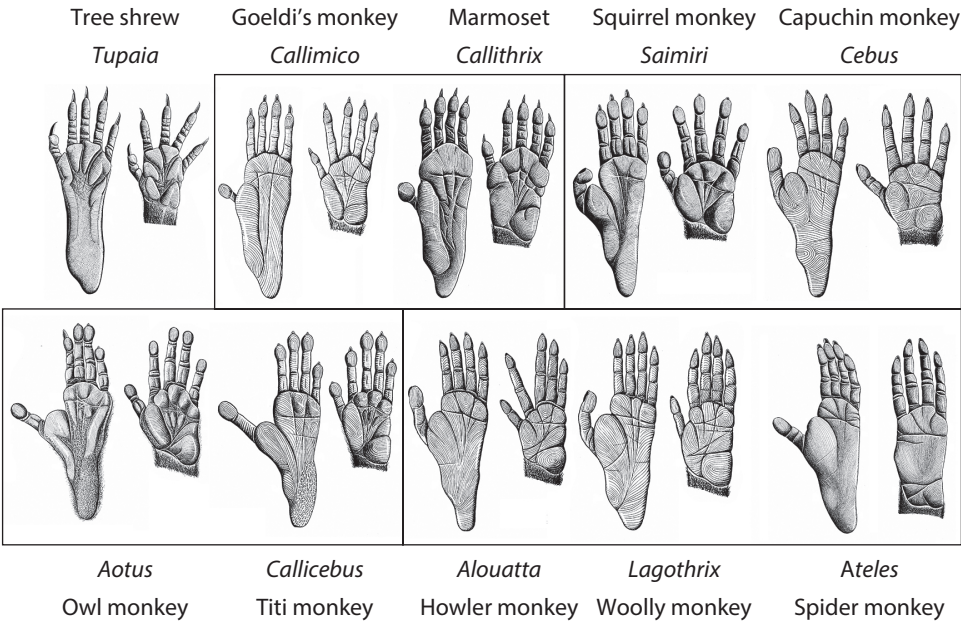 Tree shrew Goeldi’s monkey Marmoset Squirrel monkey Capuchin monkey
Tupaia Callimico Callithrix Saimiri Cebus
Aotus Callicebus Alouatta Lagothrix Ateles
Owl monkey Titi monkey Howler monkey Woolly monkey Spider monkey